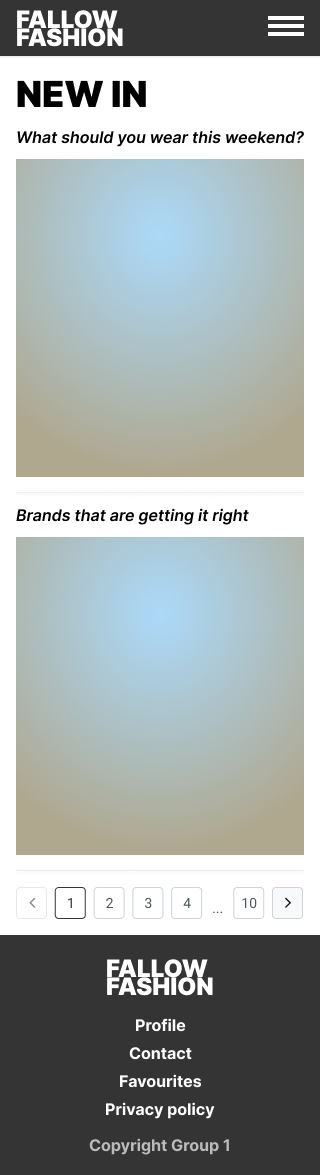 FALLOW
FASHION
NEW IN
What should you wear this weekend?
Brands that are getting it right
1 2 3 4 ... 10
FALLOW
FASHION
Profile
Contact
Favourites
Privacy policy
Copyright Group 1